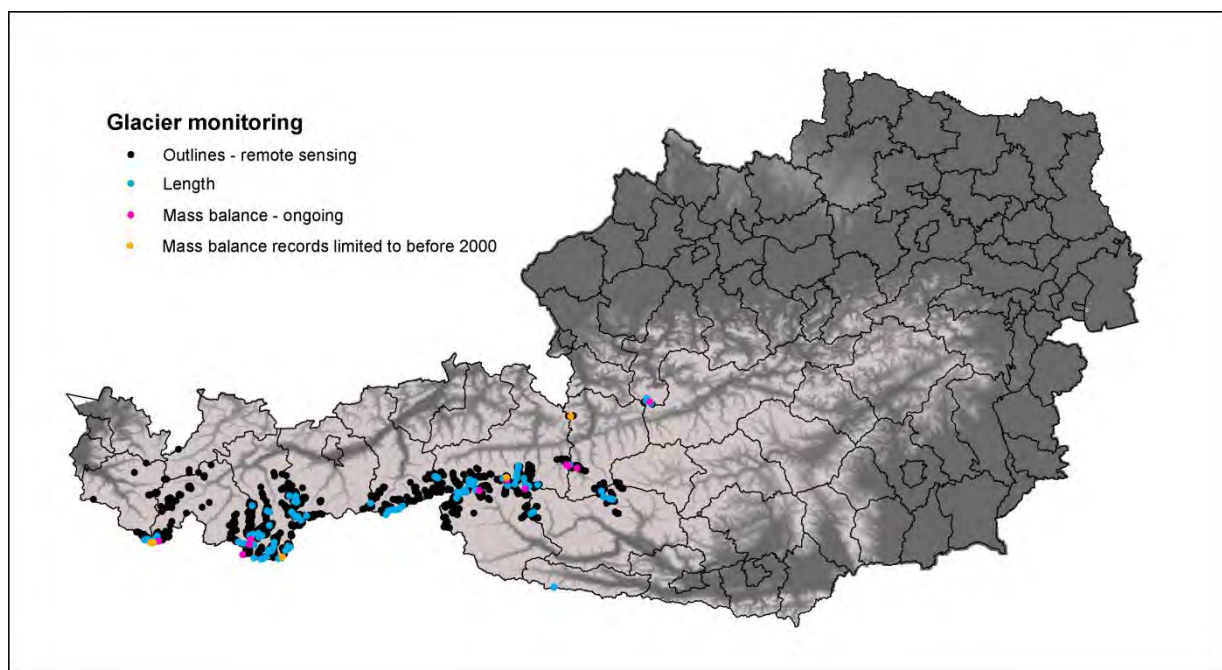 Glacier monitoring
Outlines - remote sensing
Length
Mass balance - ongoing
Mass balance records limited to before 2000